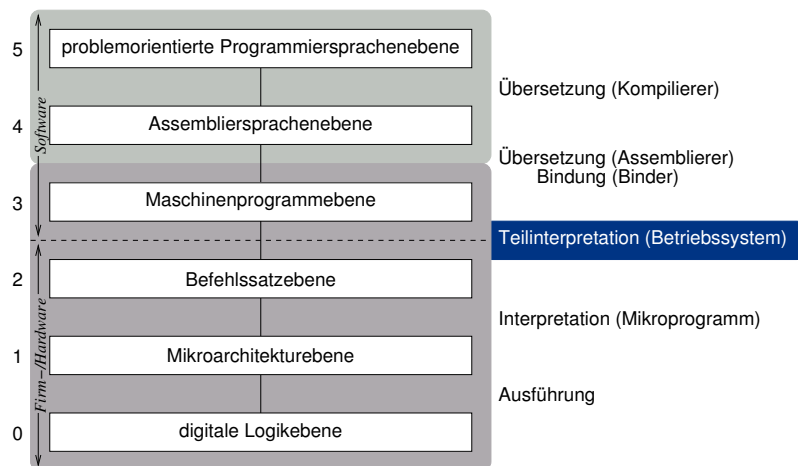 5 problemorientierte Programmiersprachenebene
Übersetzung (Kompilierer)
4 Assembliersprachenebene
Software
Übersetzung (Assemblierer)
Bindung (Binder)
3 Maschinenprogrammebene
Teilinterpretation (Betriebssystem)
2 Befehlssatzebene
Interpretation (Mikroprogramm)
Firm-/Hardware
1 Mikroarchitekturebene
Ausführung
0 digitale Logikebene